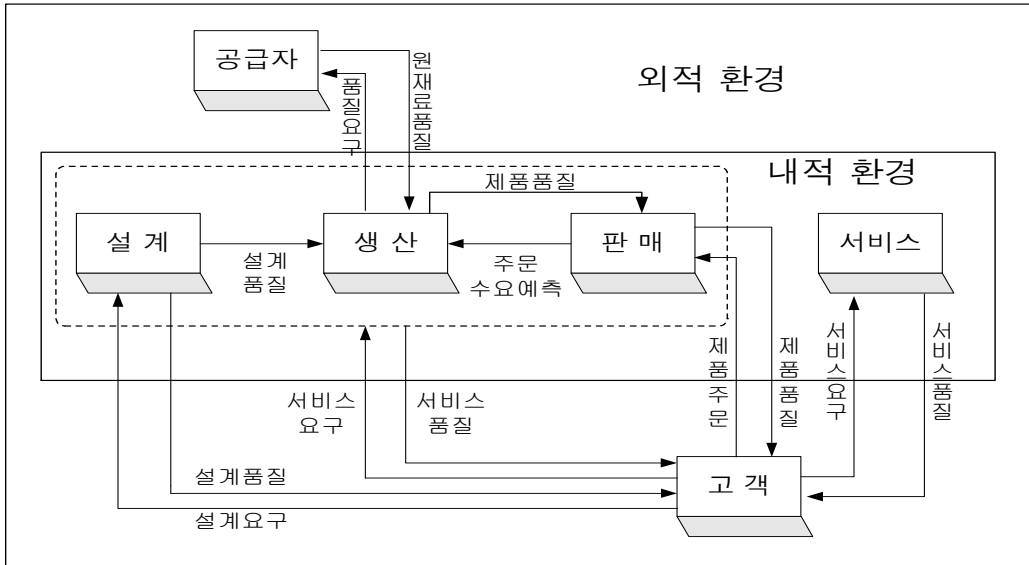 공급자
원재료품질
품질요구
외적 환경
내적 환경
제품품질
설 계
생 산
판 매
서비스
설계
품질
주문
수요예측
제품주문
제품품질
서비스요구
서비스품질
서비스
요구
서비스
품질
설계품질
설계요구
고 객